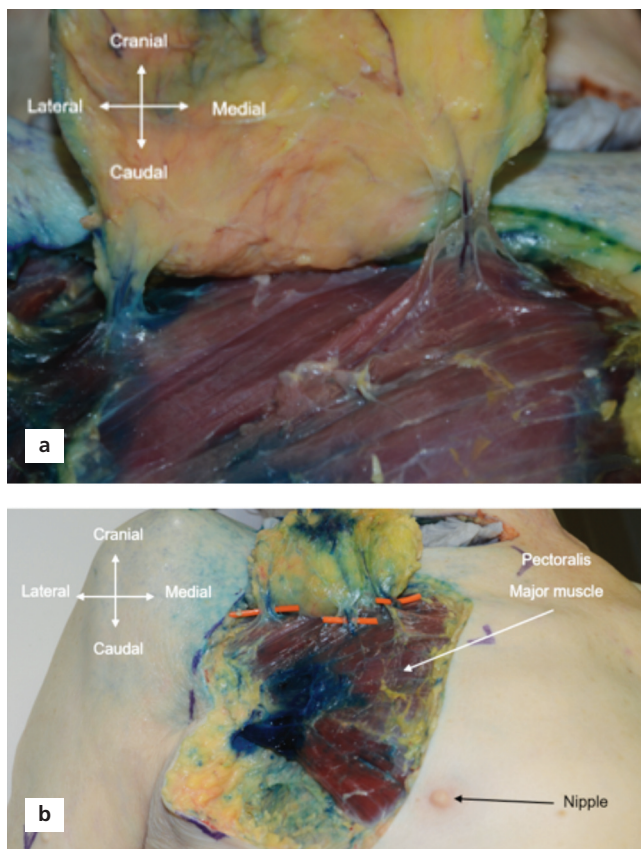 Cranial
Lateral
Medial
Caudal
a
Cranial
Lateral
Medial
Caudal
Pectoralis
Major muscle
Nipple
b